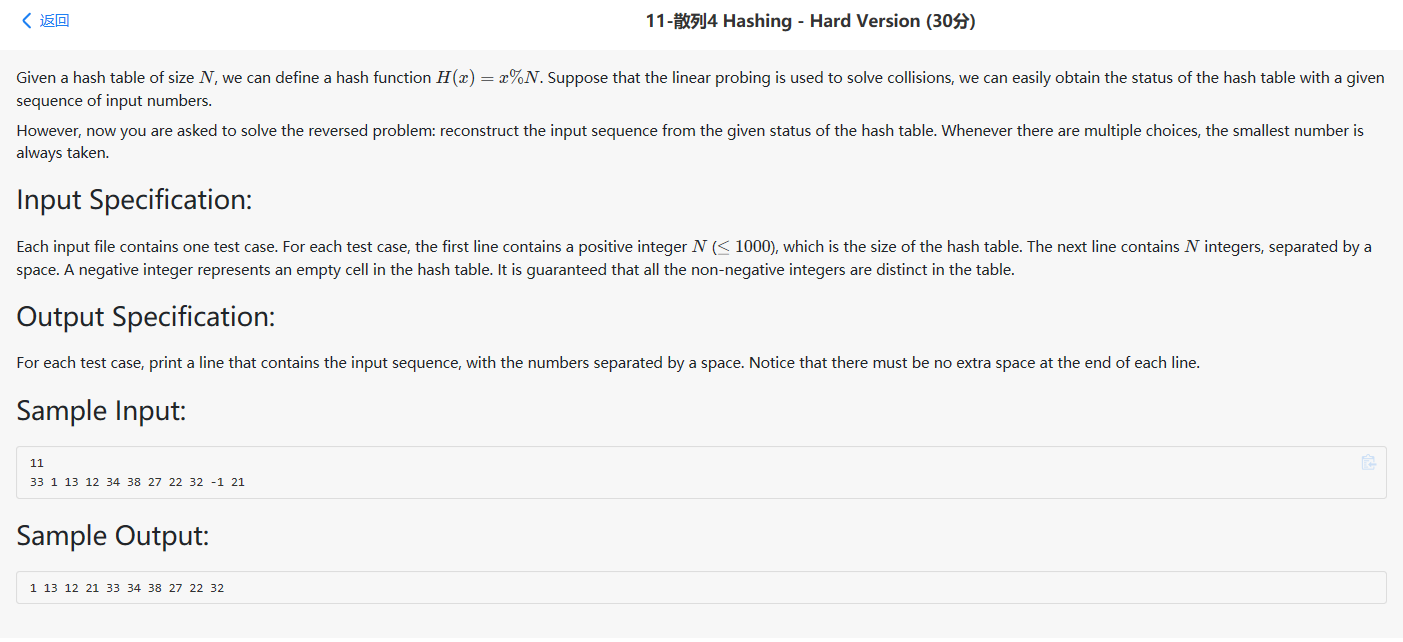 返回
11-散列4 Hashing - Hard Version (30分)
Given a hash table of size N, we can define a hash function H(x) = x%N. Suppose that the linear probing is used to solve collisions, we can easily obtain the status of the hash table with a given
sequence of input numbers.
However, now you are asked to solve the reversed problem: reconstruct the input sequence from the given status of the hash table. Whenever there are multiple choices, the smallest number is
always taken.
Input Specification:
Each input file contains one test case. For each test case, the first line contains a positive integer N (≤ 1000), which is the size of the hash table. The next line contains N integers, separated by a
space. A negative integer represents an empty cell in the hash table. It is guaranteed that all the non-negative integers are distinct in the table.
Output Specification:
For each test case, print a line that contains the input sequence, with the numbers separated by a space. Notice that there must be no extra space at the end of each line.
Sample Input:
11
33 1 13 12 34 38 27 22 32 -1 21
Sample Output:
1 13 12 21 33 34 38 27 22 32